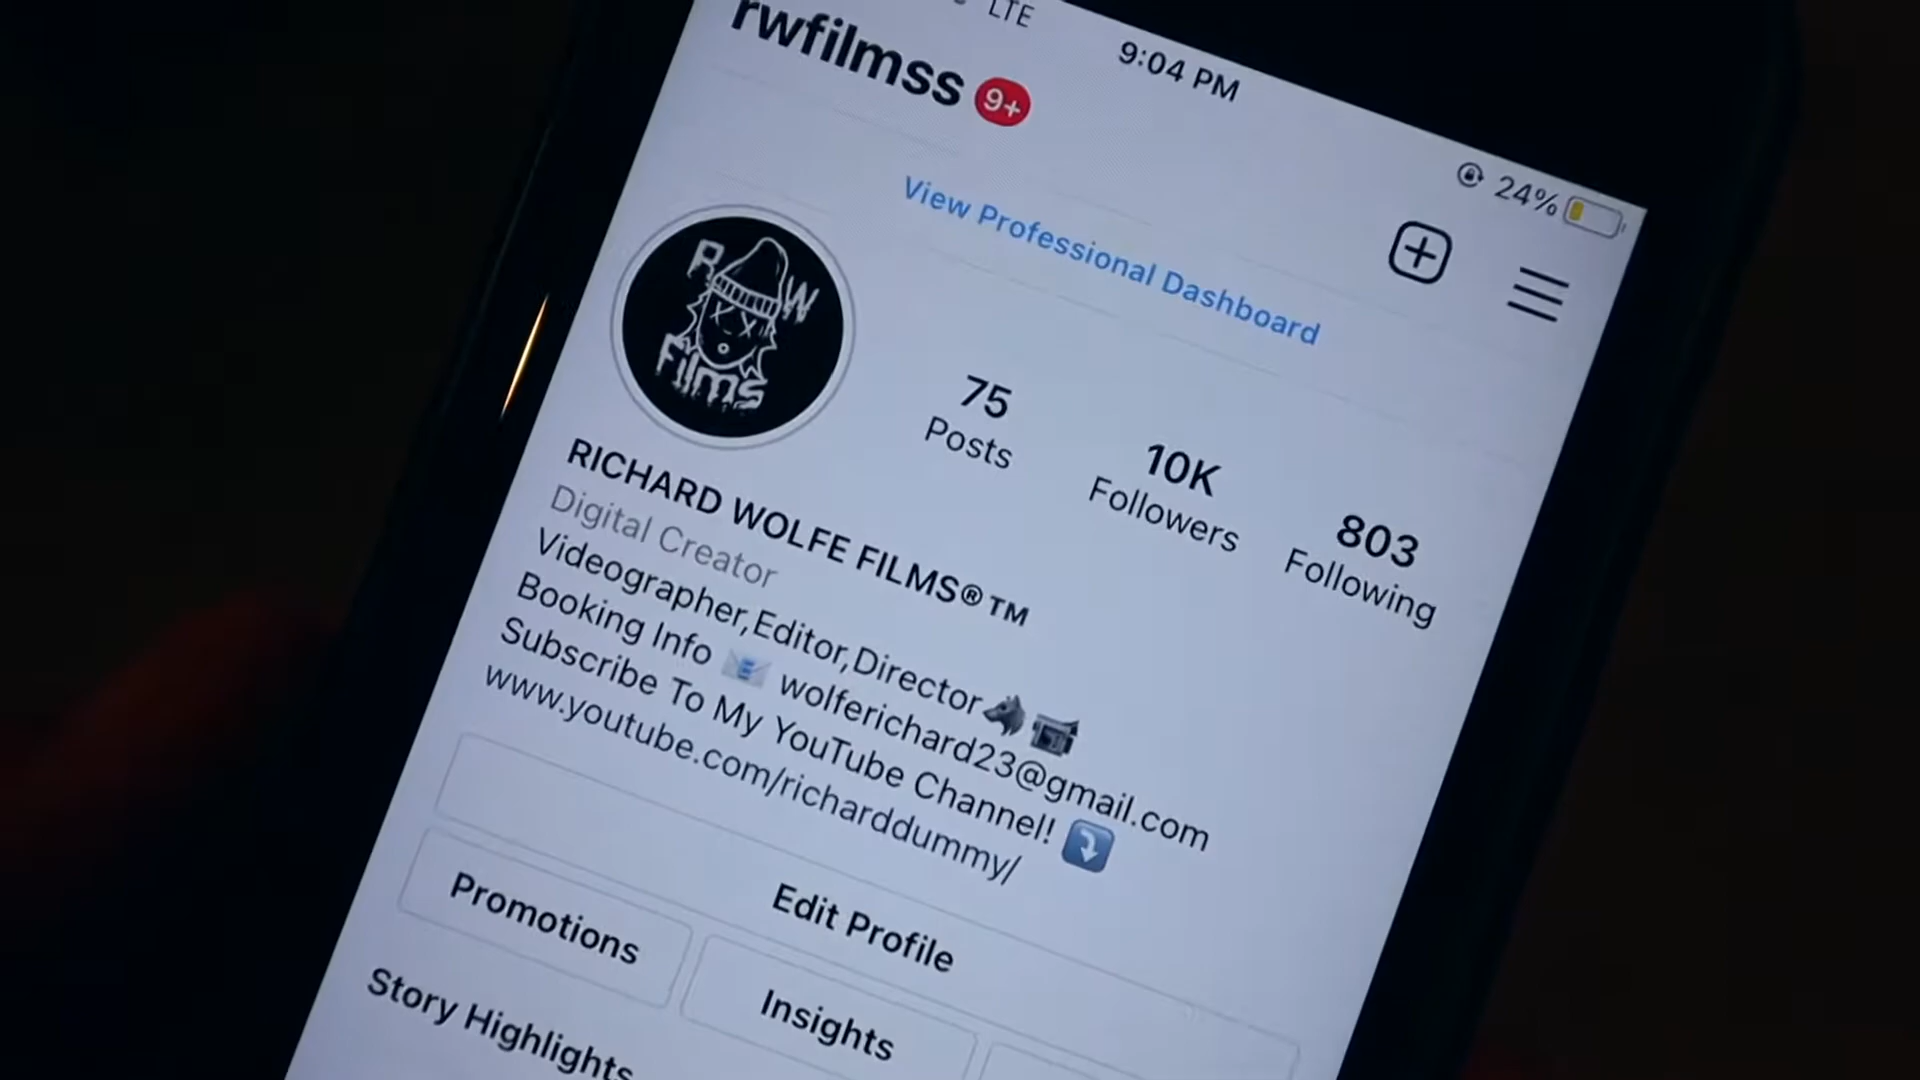 LTE
9:04 PM
24%
rwfilmss 9+
View Professional Dashboard
R W
Films
75
Posts
10K
Followers
803
Following
RICHARD WOLFE FILMS®™
Digital Creator
Videographer,Editor,Director🐺📹
Booking Info 📧 wolferichard23@gmail.com
Subscribe To My YouTube Channel! ⤵️
www.youtube.com/richarddummy/
Edit Profile
Promotions
Insights
Story Highlights